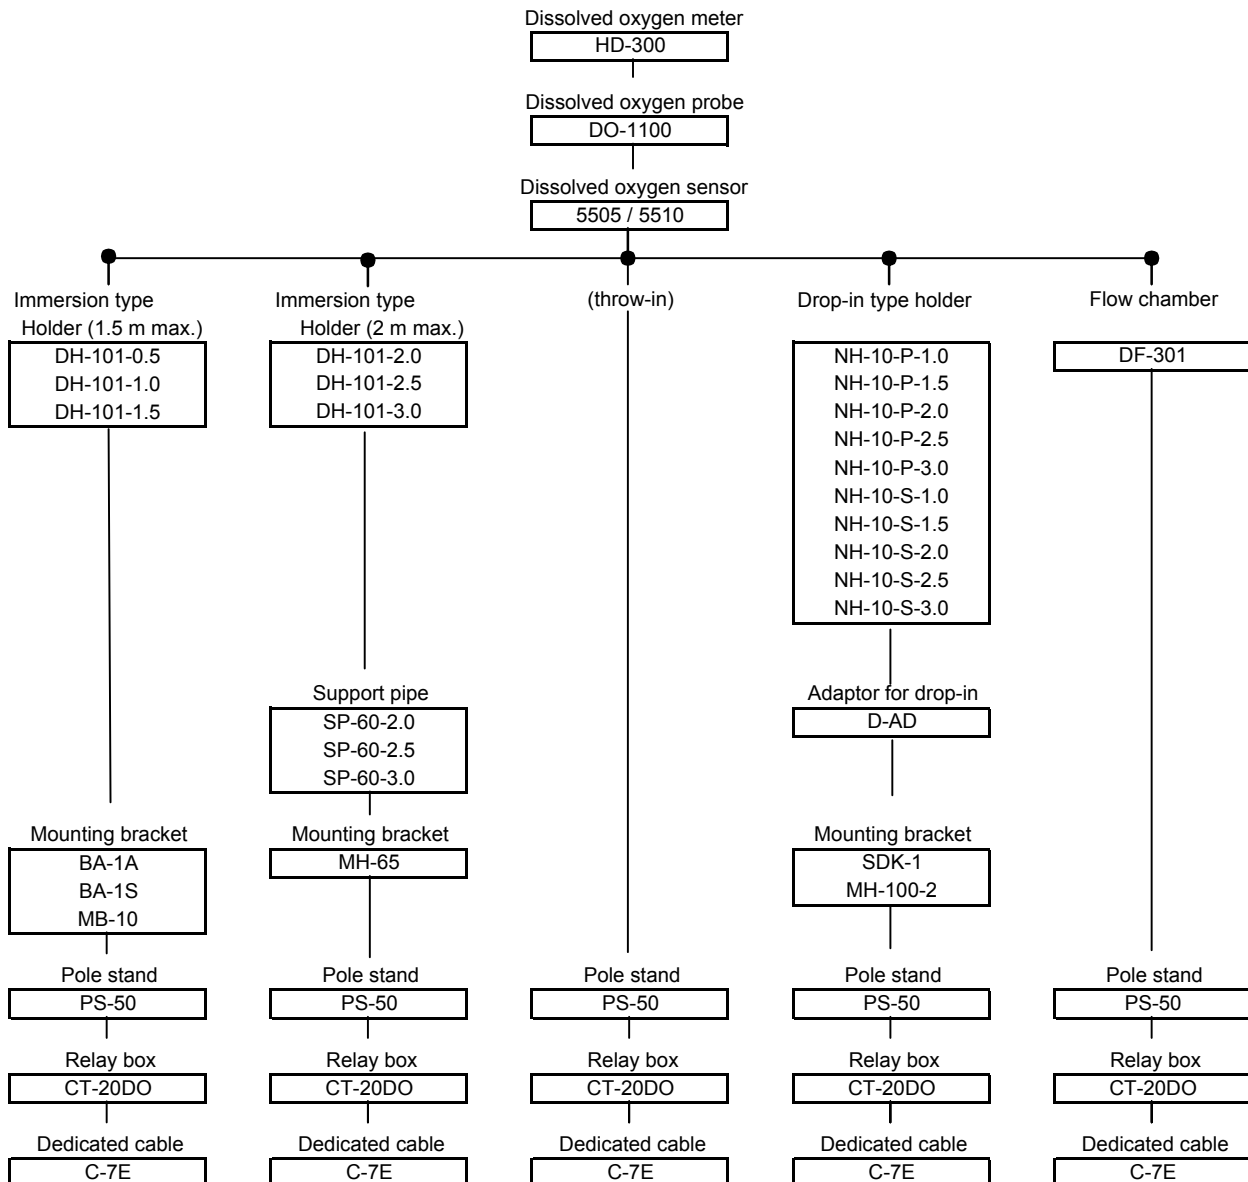 Dissolved oxygen meter
HD-300
Dissolved oxygen probe
DO-1100
Dissolved oxygen sensor
5505 / 5510
Immersion type
Holder (1.5 m max.)
DH-101-0.5
DH-101-1.0
DH-101-1.5
Mounting bracket
BA-1A
BA-1S
MB-10
Pole stand
PS-50
Relay box
CT-20DO
Dedicated cable
C-7E
Immersion type
Holder (2 m max.)
DH-101-2.0
DH-101-2.5
DH-101-3.0
Support pipe
SP-60-2.0
SP-60-2.5
SP-60-3.0
Mounting bracket
MH-65
Pole stand
PS-50
Relay box
CT-20DO
Dedicated cable
C-7E
(throw-in)
Pole stand
PS-50
Relay box
CT-20DO
Dedicated cable
C-7E
Drop-in type holder
NH-10-P-1.0
NH-10-P-1.5
NH-10-P-2.0
NH-10-P-2.5
NH-10-P-3.0
NH-10-S-1.0
NH-10-S-1.5
NH-10-S-2.0
NH-10-S-2.5
NH-10-S-3.0
Adaptor for drop-in
D-AD
Mounting bracket
SDK-1
MH-100-2
Pole stand
PS-50
Relay box
CT-20DO
Dedicated cable
C-7E
Flow chamber
DF-301
Pole stand
PS-50
Relay box
CT-20DO
Dedicated cable
C-7E